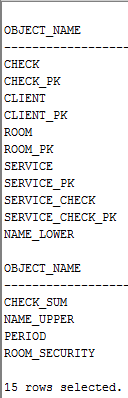 OBJECT_NAME
--------------------
CHECK
CHECK_PK
CLIENT
CLIENT_PK
ROOM
ROOM_PK
SERVICE
SERVICE_PK
SERVICE_CHECK
SERVICE_CHECK_PK
NAME_LOWER

OBJECT_NAME
--------------------
CHECK_SUM
NAME_UPPER
PERIOD
ROOM_SECURITY

15 rows selected.